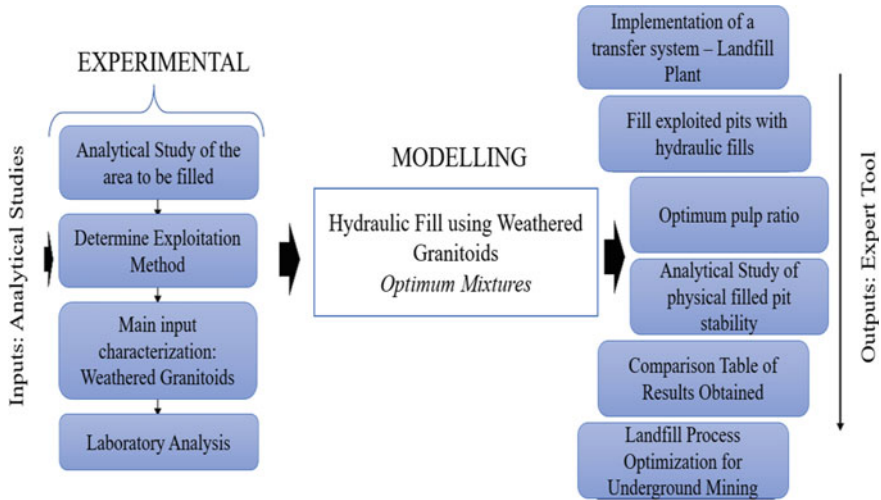 Inputs: Analytical Studies
EXPERIMENTAL
Analytical Study of the
area to be filled
Determine Exploitation
Method
Main input
characterization:
Weathered Granitoids
Laboratory Analysis
MODELLING
Hydraulic Fill using Weathered
Granitoids
Optimum Mixtures
Implementation of a
transfer system – Landfill
Plant
Fill exploited pits with
hydraulic fills
Optimum pulp ratio
Analytical Study of
physical filled pit
stability
Comparison Table of
Results Obtained
Landfill Process
Optimization for
Underground Mining
Outputs: Expert Tool